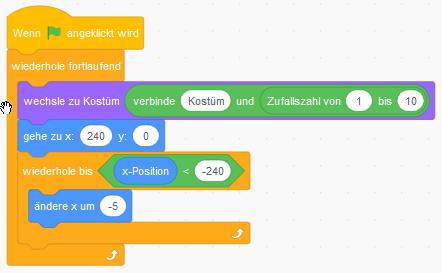 Wenn angeklickt wird
wiederhole fortlaufend
wechsle zu Kostüm verbinde Kostüm und Zufallszahl von 1 bis 10
gehe zu x: 240 y: 0
wiederhole bis x-Position < -240
ändere x um -5